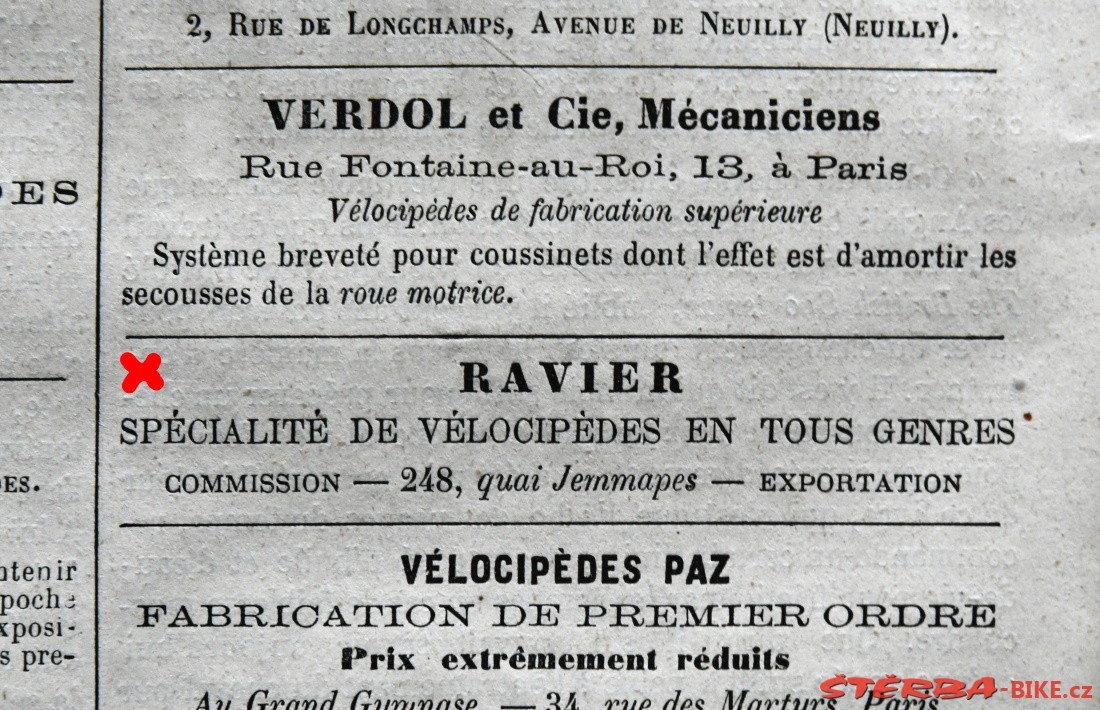 2, RUE DE LONGCHAMPS, AVENUE DE NEUILLY (NEUILLY).
VERDOL et Cie, Mécaniciens
Rue Fontaine-au-Roi, 13, à Paris
Vélocipèdes de fabrication supérieure
Système breveté pour coussinets dont l'effet est d'amortir les
secousses de la roue motrice.
RAVIER
SPÉCIALITÉ DE VÉLOCIPÈDES EN TOUS GENRES
COMMISSION — 248, quai Jemmapes — EXPORTATION
VÉLOCIPÈDES PAZ
FABRICATION DE PREMIER ORDRE
Prix extrêmement réduits
Au Grand Gymnase — 34, rue des Martyrs, Paris
ŠTĚRBA-BIKE.cz